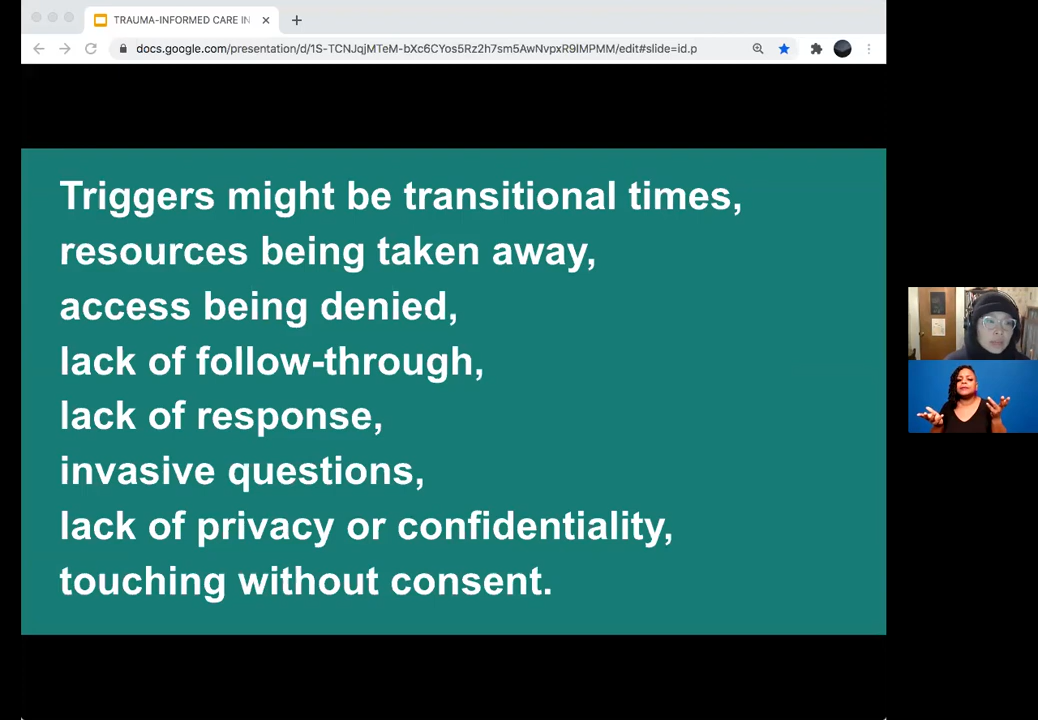 TRAUMA-INFORMED CARE IN
docs.google.com/presentation/d/1S-TCNJqjMTeM-bXc6CYos5Rz2h7sm5AwNvpxR9IMPMM/edit#slide=id.p
Triggers might be transitional times,
resources being taken away,
access being denied,
lack of follow-through,
lack of response,
invasive questions,
lack of privacy or confidentiality,
touching without consent.